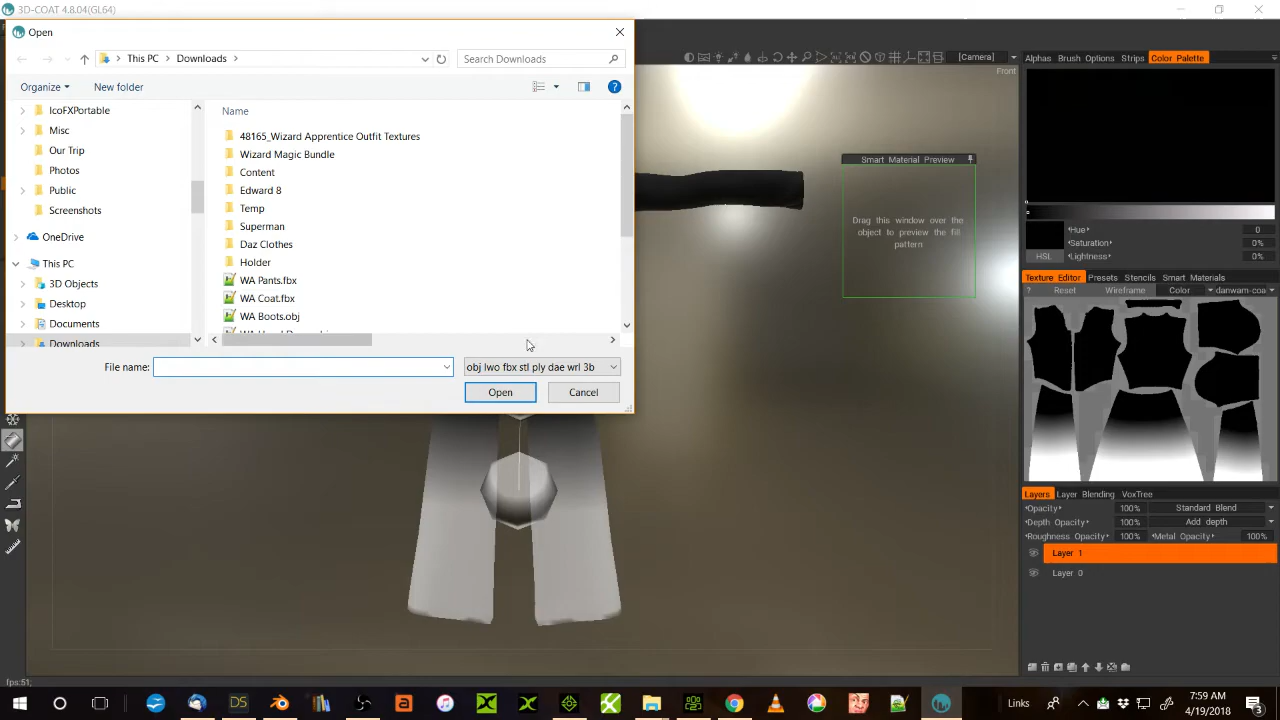 3D-COAT 4.8.04(GL64)
Open
This PC
Downloads
Search Downloads
Organize
New folder
[Camera]
Front
Alphas
Brush Options
Strips
Color Palette
IcoFXPortable
Misc
Our Trip
Photos
Public
Screenshots
OneDrive
This PC
3D Objects
Desktop
Documents
Downloads
Name
48165_Wizard Apprentice Outfit Textures
Wizard Magic Bundle
Content
Edward 8
Temp
Superman
Daz Clothes
Holder
WA Pants.fbx
WA Coat.fbx
WA Boots.obj
File name:
obj lwo fbx stl ply dae wrl 3b
Open
Cancel
Smart Material Preview
Drag this window over the
object to preview the fill
pattern
Hue 0
Saturation 0%
HSL
Lightness 0%
Texture Editor Presets Stencils Smart Materials
? Reset Wireframe Color danwam-coa
Layers Layer Blending VoxTree
Opacity 100% Standard Blend
Depth Opacity 100% Add depth
Roughness Opacity 100% Metal Opacity 100%
Layer 1
Layer 0
fps:51;
Links
7:59 AM
4/19/2018
3